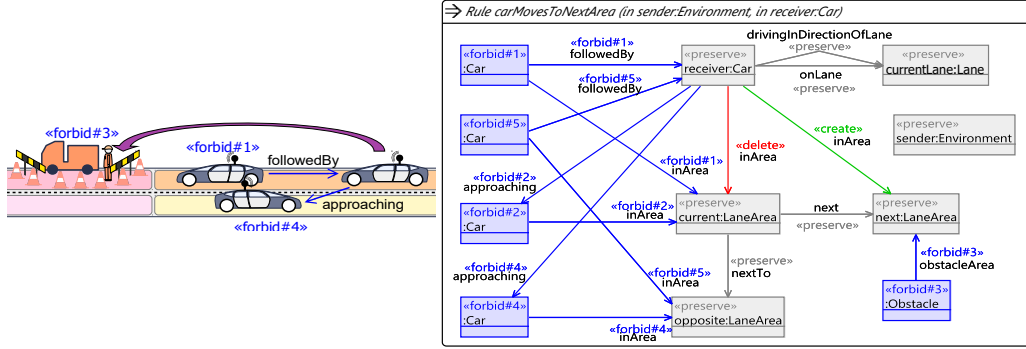 «forbid#3»
«forbid#1»
followedBy
approaching
«forbid#4»
Rule carMovesToNextArea (in sender:Environment, in receiver:Car)
«forbid#1»
:Car
«forbid#1»
followedBy
«preserve»
receiver:Car
drivingInDirectionOfLane
«preserve»
onLane
«preserve»
«preserve»
currentLane:Lane
«forbid#5»
followedBy
«forbid#5»
:Car
«create»
inArea
«preserve»
sender:Environment
«delete»
inArea
«forbid#1»
inArea
«forbid#2»
approaching
«forbid#2»
:Car
«forbid#2»
inArea
«preserve»
current:LaneArea
next
«preserve»
«preserve»
next:LaneArea
«forbid#4»
approaching
«forbid#5»
inArea
«preserve»
nextTo
«forbid#3»
obstacleArea
«forbid#3»
:Obstacle
«forbid#4»
:Car
«preserve»
opposite:LaneArea
«forbid#4»
inArea